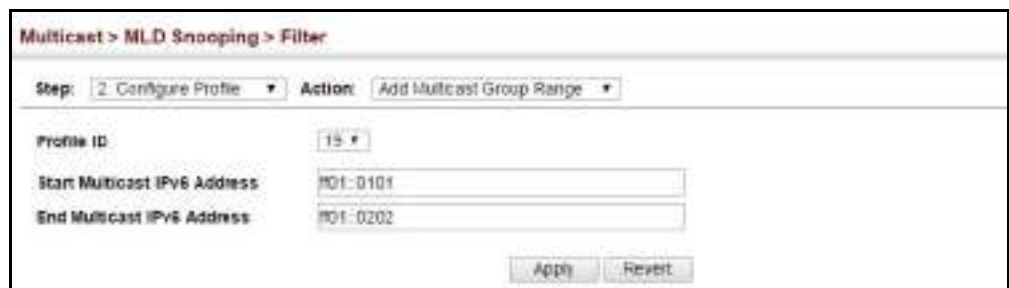 Multicast > MLD Snooping > Filter
Step: 2. Configure Profile Action: Add Multicast Group Range
Profile ID 19
Start Multicast IPv6 Address ff01::0101
End Multicast IPv6 Address ff01::0202
Apply Revert